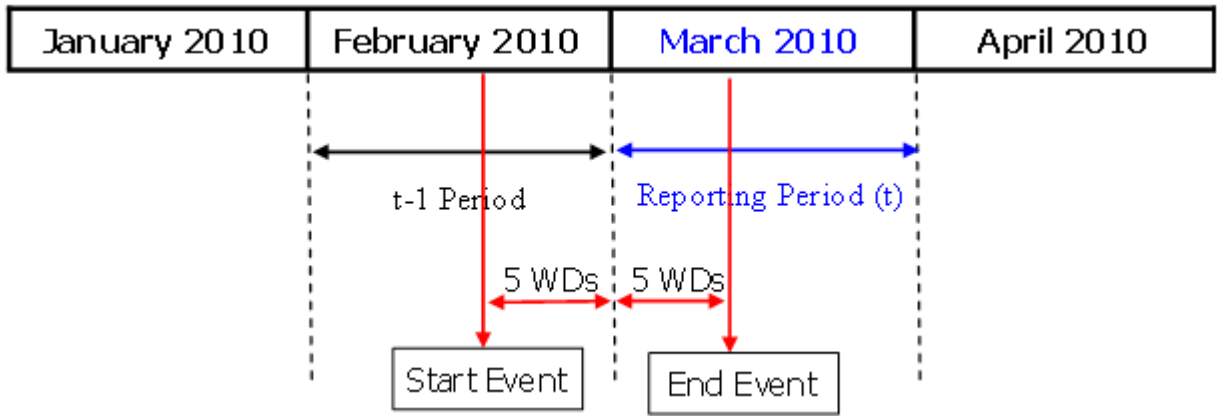 January 2010 February 2010 March 2010 April 2010
t-1 Period Reporting Period (t)
5 WDs 5 WDs
Start Event End Event